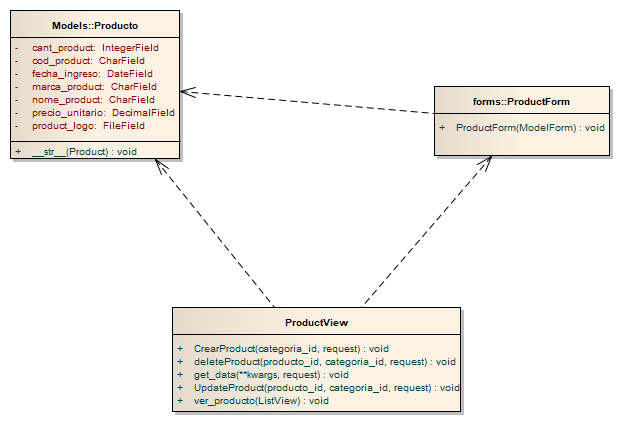 Models::Producto
- cant_product: IntegerField
- cod_product: CharField
- fecha_ingreso: DateField
- marca_product: CharField
- nome_product: CharField
- precio_unitario: DecimalField
- product_logo: FileField
+ __str__(Product) : void
forms::ProductForm
+ ProductForm(ModelForm) : void
ProductView
+ CrearProduct(categoria_id, request) : void
+ deleteProduct(producto_id, categoria_id, request) : void
+ get_data(**kwargs, request) : void
+ UpdateProduct(producto_id, categoria_id, request) : void
+ ver_producto(ListView) : void